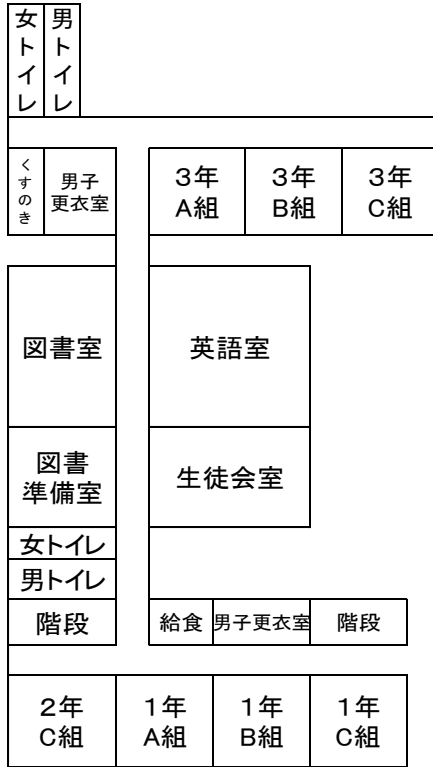 女トイレ
男トイレ
くすのき
男子
更衣室
3年
A組
3年
B組
3年
C組
図書室
英語室
図書
準備室
生徒会室
女トイレ
男トイレ
階段
給食
男子更衣室
階段
2年
C組
1年
A組
1年
B組
1年
C組